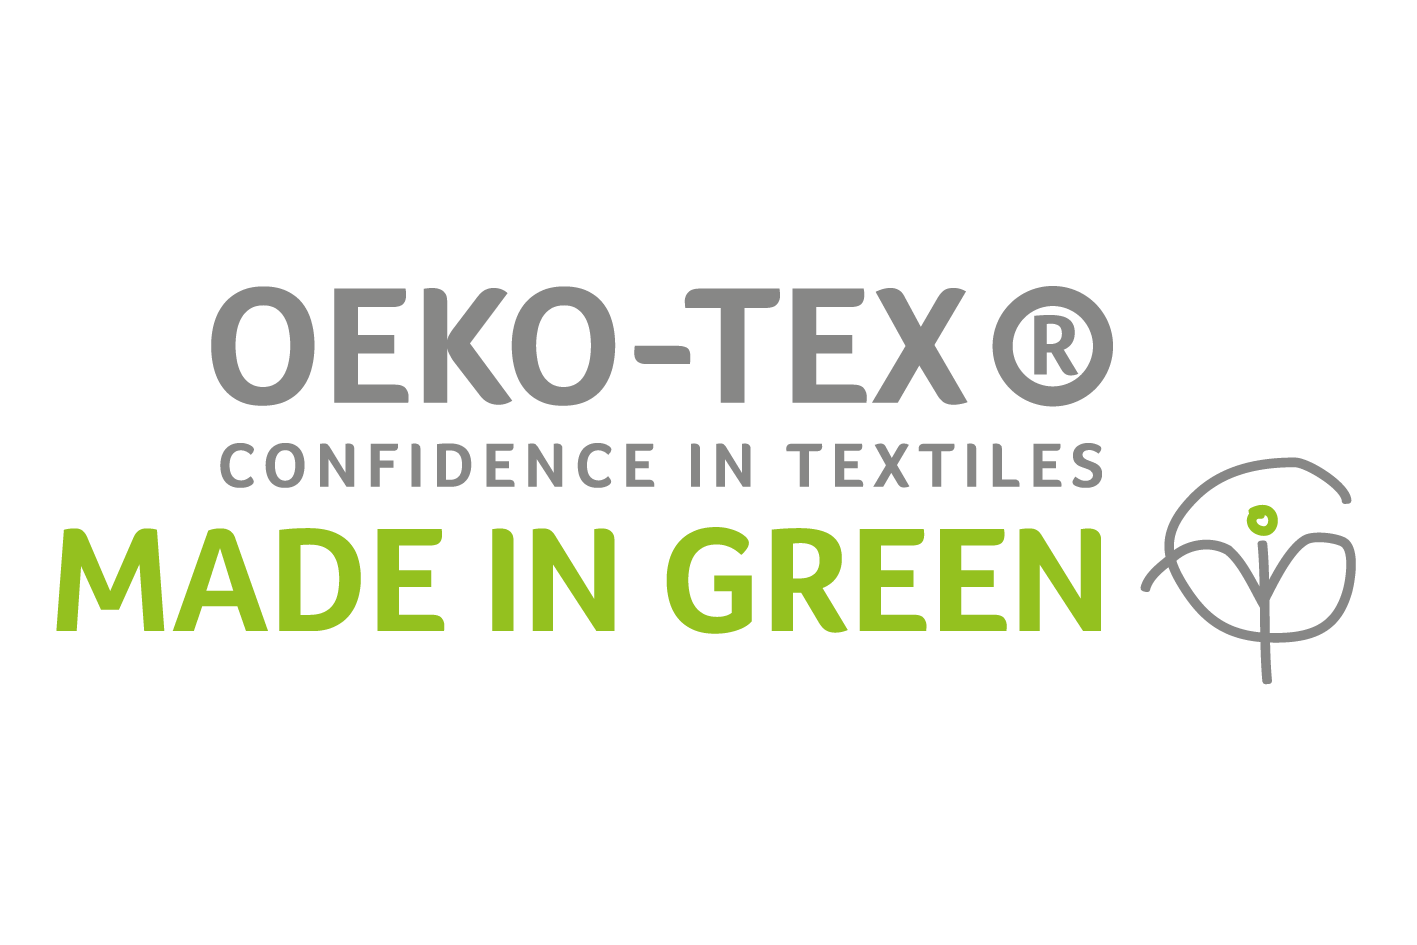 OEKO-TEX®
CONFIDENCE IN TEXTILES
MADE IN GREEN